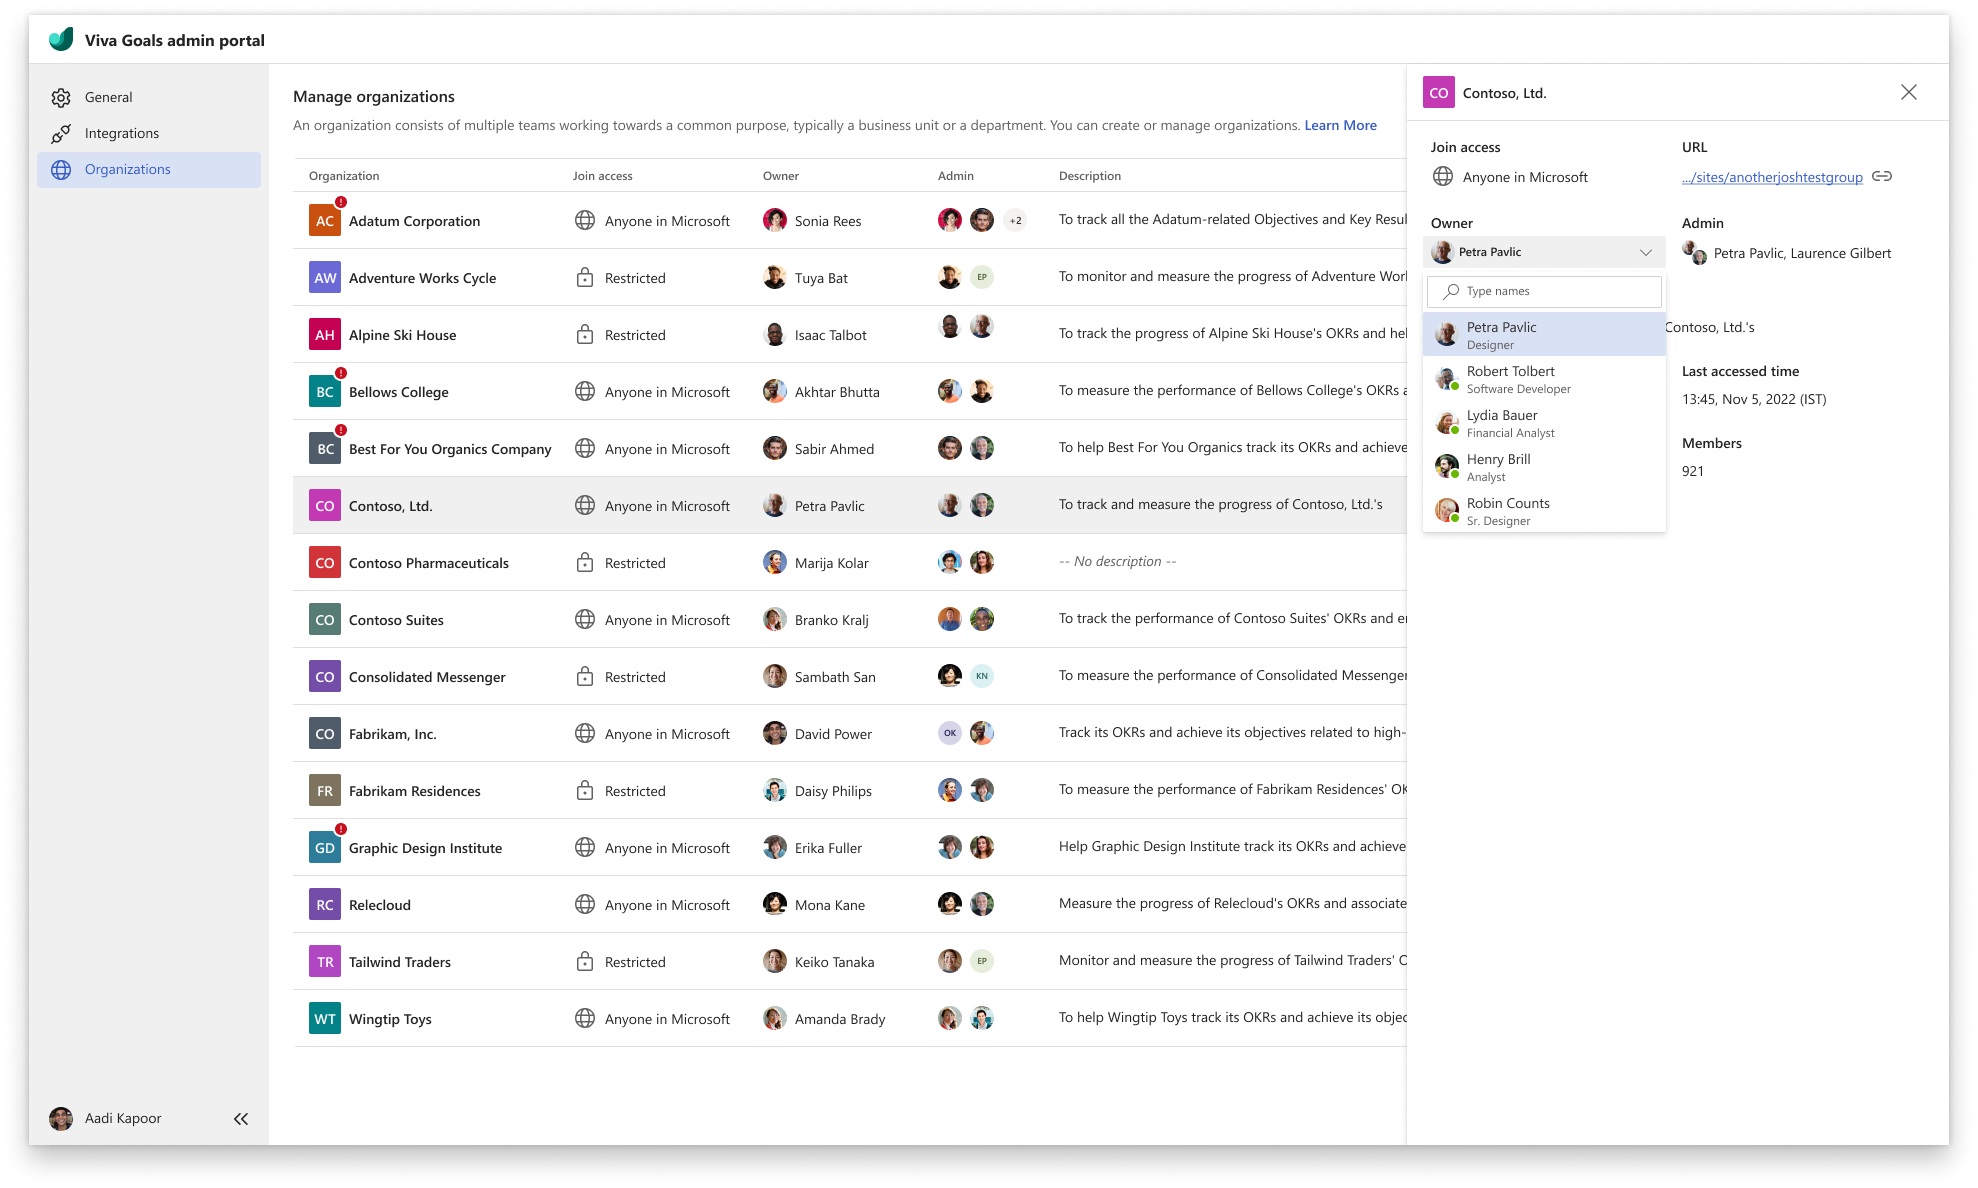 Viva Goals admin portal
General
Integrations
Organizations
Aadi Kapoor
Manage organizations
An organization consists of multiple teams working towards a common purpose, typically a business unit or a department. You can create or manage organizations. Learn More
Organization Join access Owner Admin Description
AC ! Adatum Corporation Anyone in Microsoft Sonia Rees +2 To track all the Adatum-related Objectives and Key Resul
AW Adventure Works Cycle Restricted Tuya Bat EP To monitor and measure the progress of Adventure Wor
AH Alpine Ski House Restricted Isaac Talbot To track the progress of Alpine Ski House's OKRs and hel
BC ! Bellows College Anyone in Microsoft Akhtar Bhutta To measure the performance of Bellows College's OKRs a
BC ! Best For You Organics Company Anyone in Microsoft Sabir Ahmed To help Best For You Organics track its OKRs and achieve
CO Contoso, Ltd. Anyone in Microsoft Petra Pavlic To track and measure the progress of Contoso, Ltd.'s
CO Contoso Pharmaceuticals Restricted Marija Kolar -- No description --
CO Contoso Suites Anyone in Microsoft Branko Kralj To track the performance of Contoso Suites' OKRs and e
CO Consolidated Messenger Restricted Sambath San KN To measure the performance of Consolidated Messenger
CO Fabrikam, Inc. Anyone in Microsoft David Power OK Track its OKRs and achieve its objectives related to high-
FR Fabrikam Residences Restricted Daisy Philips To measure the performance of Fabrikam Residences' OK
GD ! Graphic Design Institute Anyone in Microsoft Erika Fuller Help Graphic Design Institute track its OKRs and achieve
RC Relecloud Anyone in Microsoft Mona Kane Measure the progress of Relecloud's OKRs and associate
TR Tailwind Traders Restricted Keiko Tanaka EP Monitor and measure the progress of Tailwind Traders' O
WT Wingtip Toys Anyone in Microsoft Amanda Brady To help Wingtip Toys track its OKRs and achieve its objec
CO Contoso, Ltd.
Join access
Anyone in Microsoft
URL
.../sites/anotherjoshtestgroup
Owner
Petra Pavlic
Type names
Petra Pavlic
Designer
Robert Tolbert
Software Developer
Lydia Bauer
Financial Analyst
Henry Brill
Analyst
Robin Counts
Sr. Designer
Admin
Petra Pavlic, Laurence Gilbert
Contoso, Ltd.'s
Last accessed time
13:45, Nov 5, 2022 (IST)
Members
921